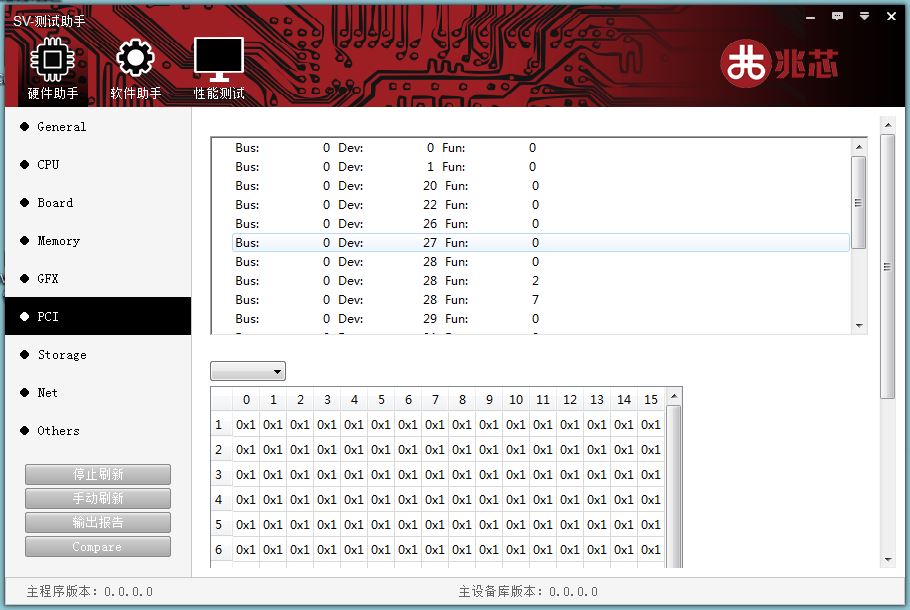 SV-测试助手
兆芯
硬件助手 软件助手 性能测试
General
CPU
Board
Memory
GFX
PCI
Storage
Net
Others
停止刷新
手动刷新
输出报告
Compare
Bus: 0 Dev: 0 Fun: 0
Bus: 0 Dev: 1 Fun: 0
Bus: 0 Dev: 20 Fun: 0
Bus: 0 Dev: 22 Fun: 0
Bus: 0 Dev: 26 Fun: 0
Bus: 0 Dev: 27 Fun: 0
Bus: 0 Dev: 28 Fun: 0
Bus: 0 Dev: 28 Fun: 2
Bus: 0 Dev: 28 Fun: 7
Bus: 0 Dev: 29 Fun: 0
0 1 2 3 4 5 6 7 8 9 10 11 12 13 14 15
1 0x1 0x1 0x1 0x1 0x1 0x1 0x1 0x1 0x1 0x1 0x1 0x1 0x1 0x1 0x1 0x1
2 0x1 0x1 0x1 0x1 0x1 0x1 0x1 0x1 0x1 0x1 0x1 0x1 0x1 0x1 0x1 0x1
3 0x1 0x1 0x1 0x1 0x1 0x1 0x1 0x1 0x1 0x1 0x1 0x1 0x1 0x1 0x1 0x1
4 0x1 0x1 0x1 0x1 0x1 0x1 0x1 0x1 0x1 0x1 0x1 0x1 0x1 0x1 0x1 0x1
5 0x1 0x1 0x1 0x1 0x1 0x1 0x1 0x1 0x1 0x1 0x1 0x1 0x1 0x1 0x1 0x1
6 0x1 0x1 0x1 0x1 0x1 0x1 0x1 0x1 0x1 0x1 0x1 0x1 0x1 0x1 0x1 0x1
主程序版本: 0.0.0.0 主设备库版本: 0.0.0.0